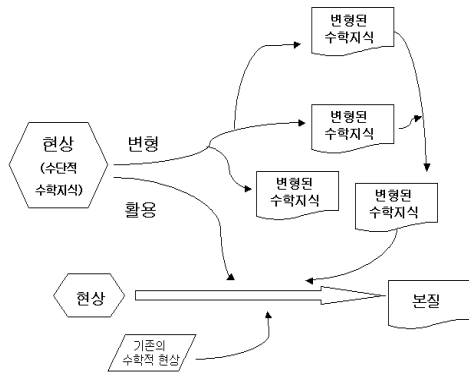 변형된
수학지식
변형된
수학지식
현상
(수단적
수학지식)
변형
변형된
수학지식
변형된
수학지식
활용
현상
본질
기존의
수학적 현상